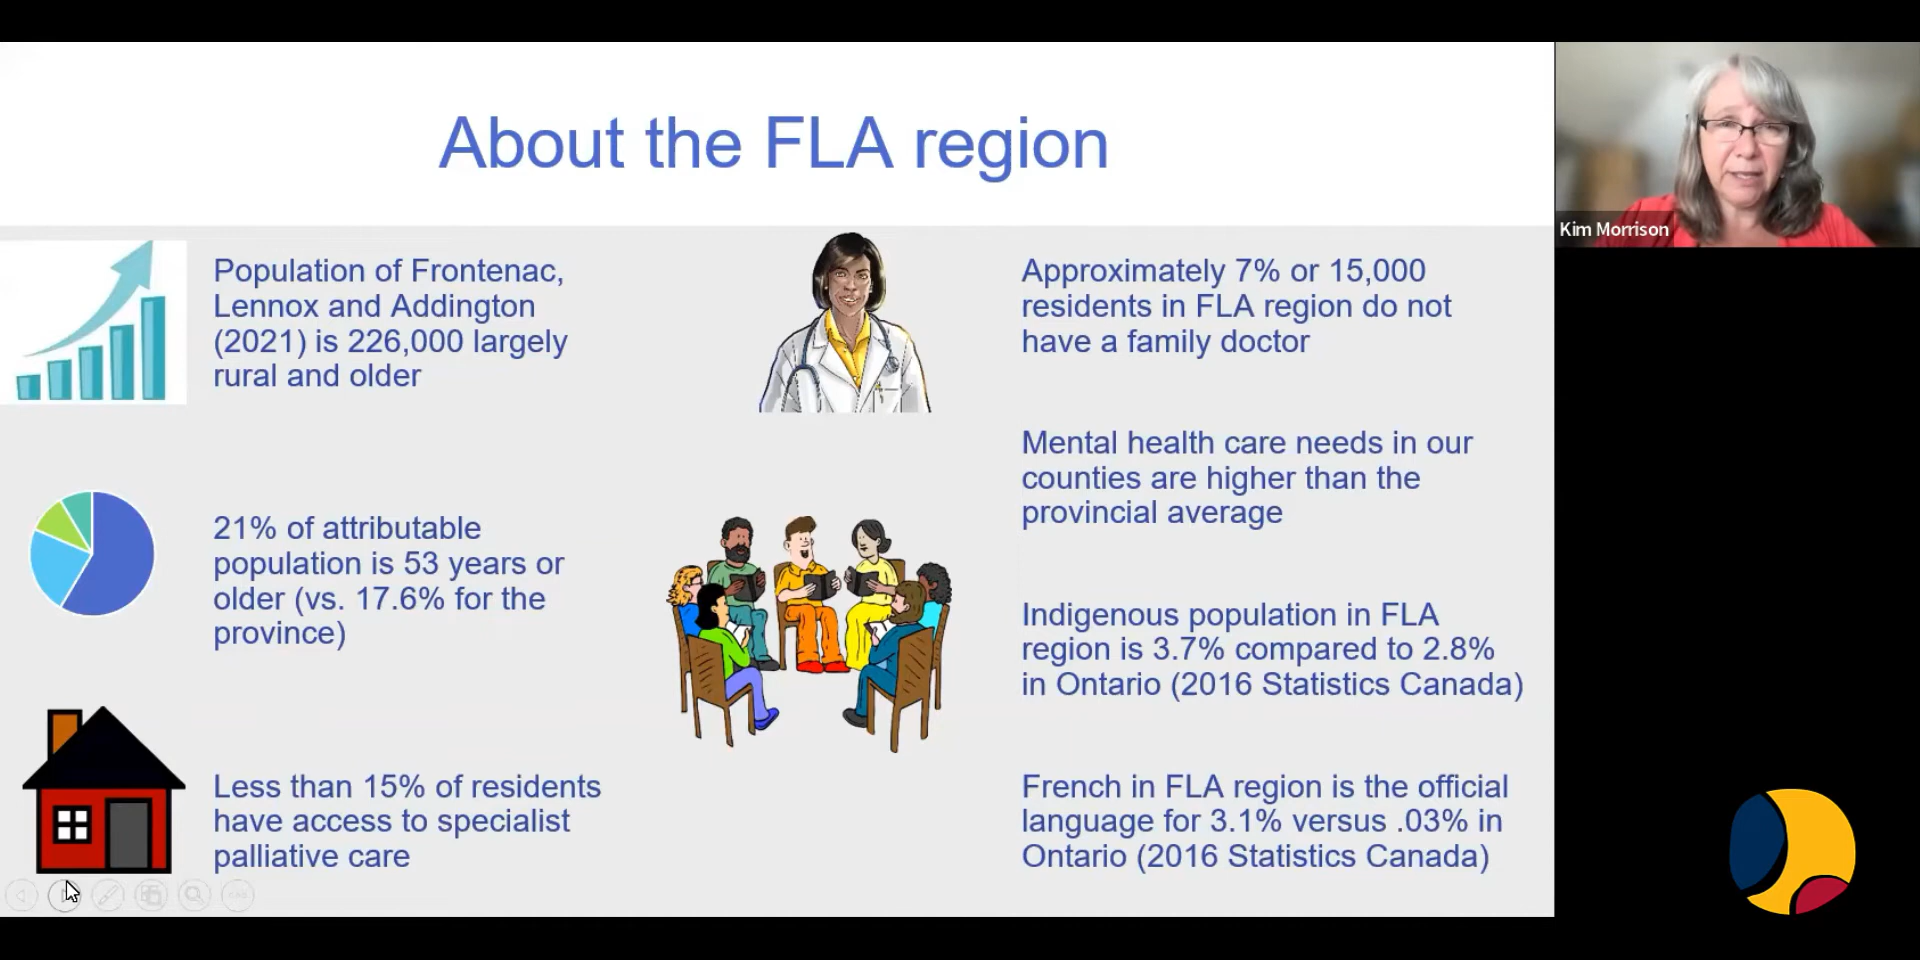 About the FLA region
Kim Morrison
Population of Frontenac,
Lennox and Addington
(2021) is 226,000 largely
rural and older
21% of attributable
population is 53 years or
older (vs. 17.6% for the
province)
Less than 15% of residents
have access to specialist
palliative care
Approximately 7% or 15,000
residents in FLA region do not
have a family doctor
Mental health care needs in our
counties are higher than the
provincial average
Indigenous population in FLA
region is 3.7% compared to 2.8%
in Ontario (2016 Statistics Canada)
French in FLA region is the official
language for 3.1% versus .03% in
Ontario (2016 Statistics Canada)